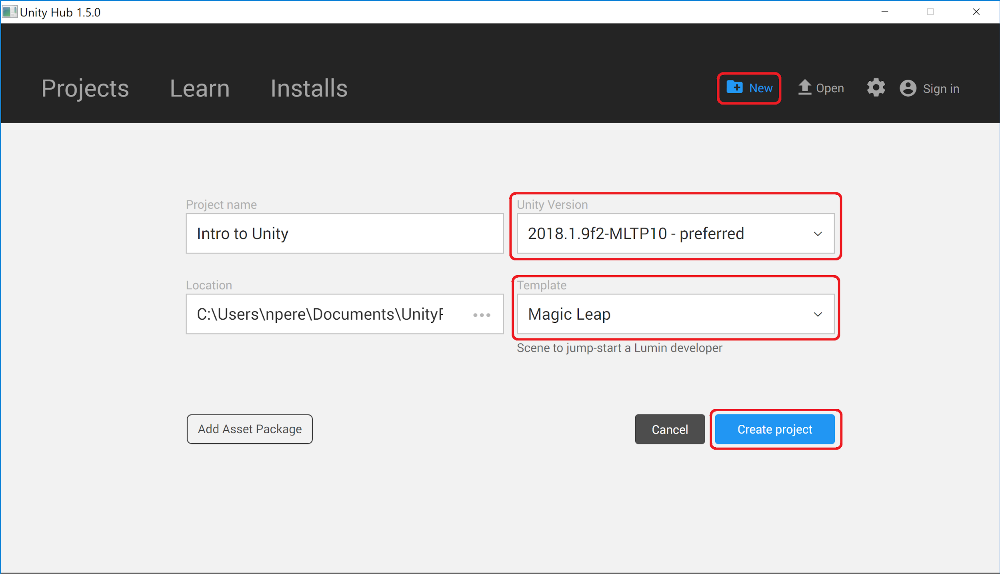 Unity Hub 1.5.0
Projects Learn Installs New Open Sign in
Project name
Intro to Unity
Unity Version
2018.1.9f2-MLTP10 - preferred
Location
C:\Users\npere\Documents\Unity
Template
Magic Leap
Scene to jump-start a Lumin developer
Add Asset Package
Cancel
Create project